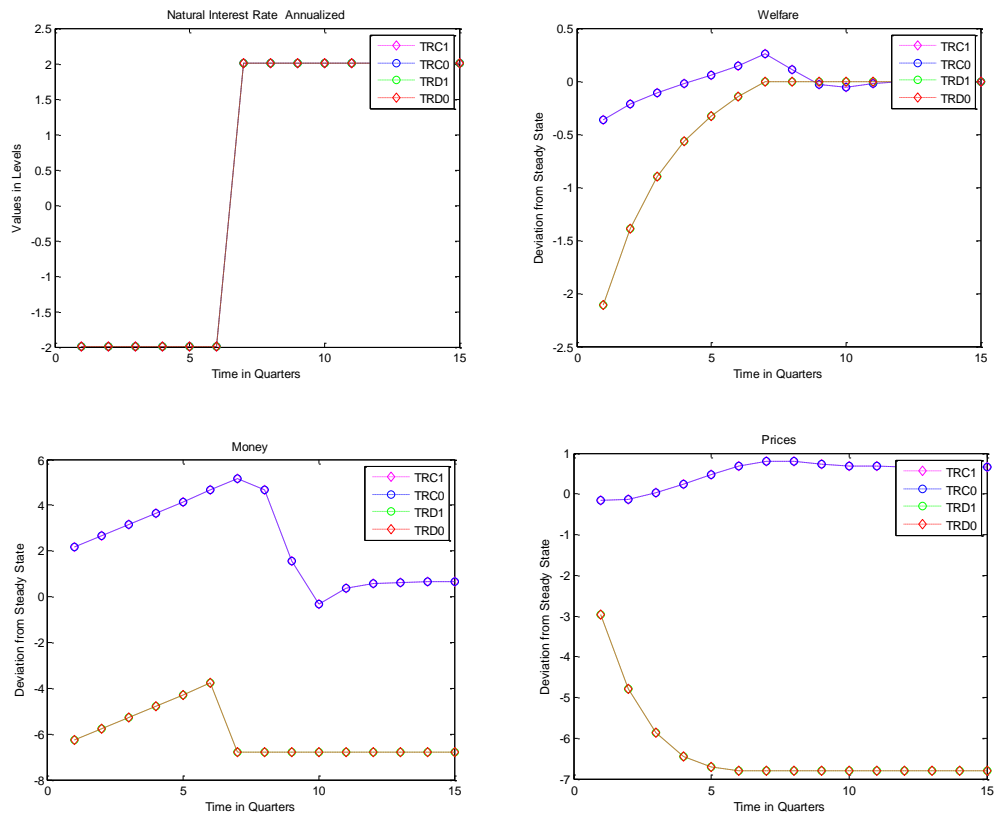 Natural Interest Rate Annualized
2.5
2
1.5
1
0.5
0
-0.5
-1
-1.5
-2
0
5
10
15
Values in Levels
Time in Quarters
TRC1
TRC0
TRD1
TRD0
Welfare
0.5
0
-0.5
-1
-1.5
-2
-2.5
0
5
10
15
Deviation from Steady State
Time in Quarters
TRC1
TRC0
TRD1
TRD0
Money
6
4
2
0
-2
-4
-6
-8
0
5
10
15
Deviation from Steady State
Time in Quarters
TRC1
TRC0
TRD1
TRD0
Prices
1
0
-1
-2
-3
-4
-5
-6
-7
0
5
10
15
Deviation from Steady State
Time in Quarters
TRC1
TRC0
TRD1
TRD0